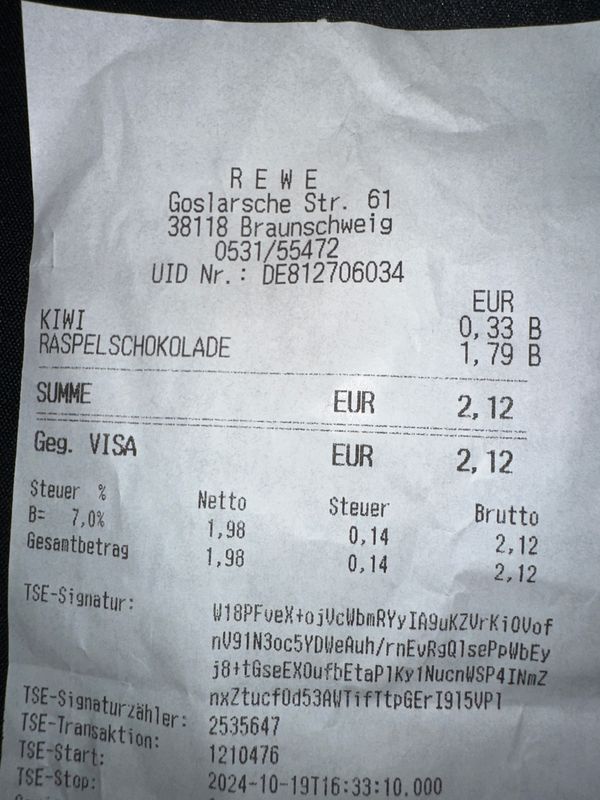 R E W E
Goslarsche Str. 61
38118 Braunschweig
0531/55472
UID Nr.: DE812706034
EUR
KIWI 0,33 B
RASPELSCHOKOLADE 1,79 B
SUMME EUR 2,12
Geg. VISA EUR 2,12
Steuer % Netto Steuer Brutto
B= 7,0% 1,98 0,14 2,12
Gesamtbetrag 1,98 0,14 2,12
TSE-Signatur: W18PFveX+ojVcWbmRYyIA9uKZVrKiOVof
nV91N3oc5YDWeAuh/rnEvRgQlsePpWbEy
j8+tGseEXOufbEtaPlKy1NucnWSP4INmZ
nxZtucfOd53AWTifTtpGErI9l5VPl
TSE-Signaturzähler: 2535647
TSE-Transaktion: 1210476
TSE-Start: 2024-10-19T16:33:10.000
TSE-Stop: